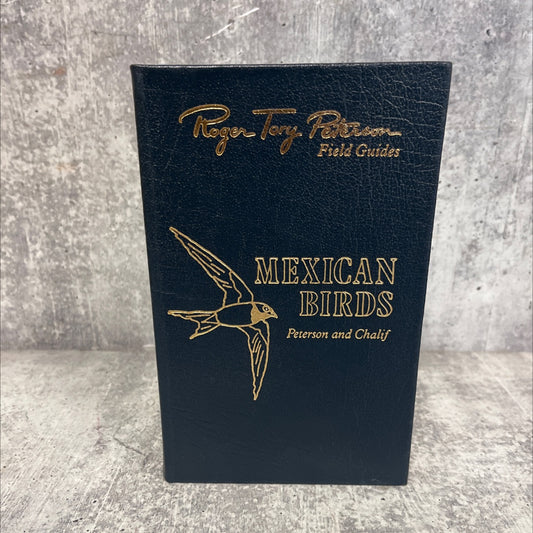 Roger Tory Peterson
Field Guides
MEXICAN
BIRDS
Peterson and Chalif